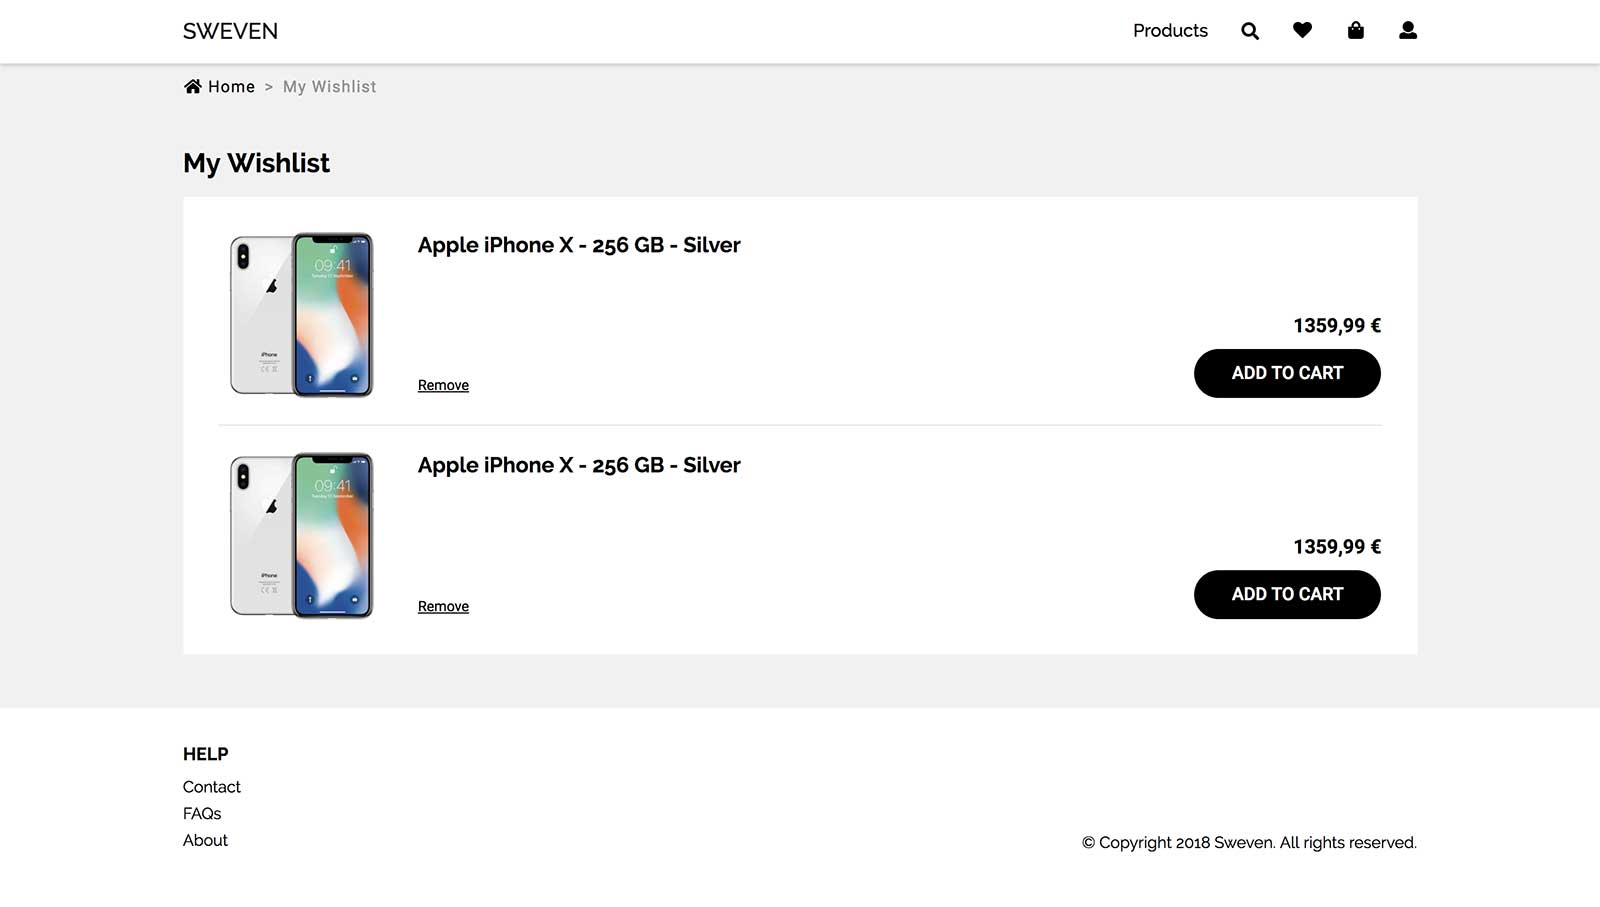 SWEVEN
Products
Home > My Wishlist
My Wishlist
Apple iPhone X - 256 GB - Silver
09:41
1359,99 €
iPhone
Remove
ADD TO CART
Apple iPhone X - 256 GB - Silver
09:41
1359,99 €
iPhone
Remove
ADD TO CART
HELP
Contact
FAQs
About
© Copyright 2018 Sweven. All rights reserved.